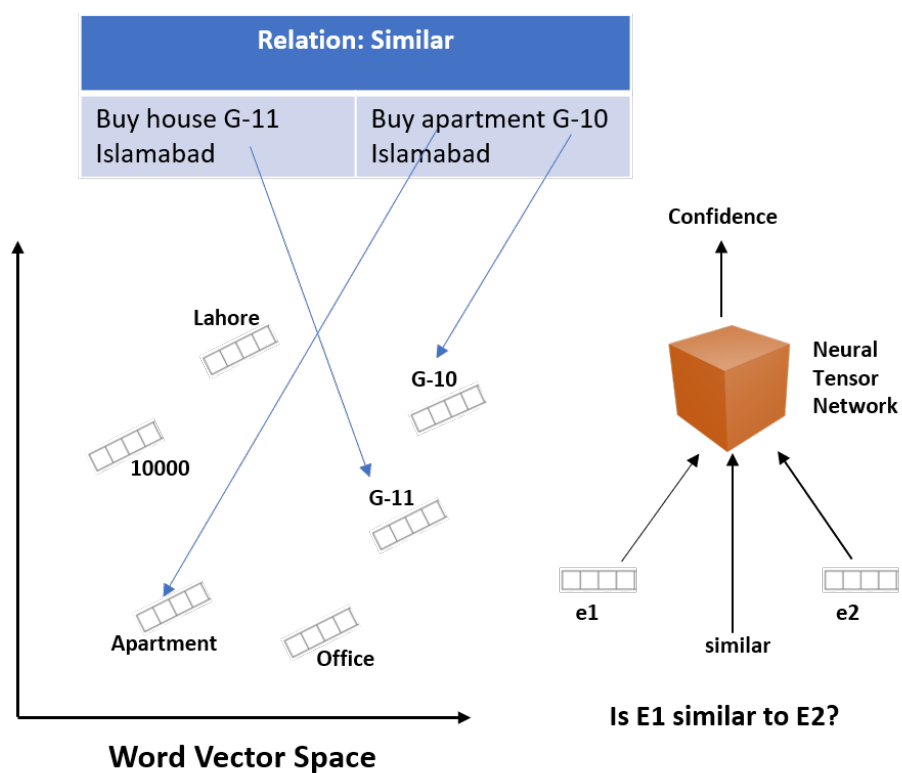 Relation: Similar
Buy house G-11
Islamabad
Buy apartment G-10
Islamabad
Confidence
Lahore
Neural
Tensor
Network
G-10
10000
G-11
e1
e2
Apartment
Office
similar
Is E1 similar to E2?
Word Vector Space